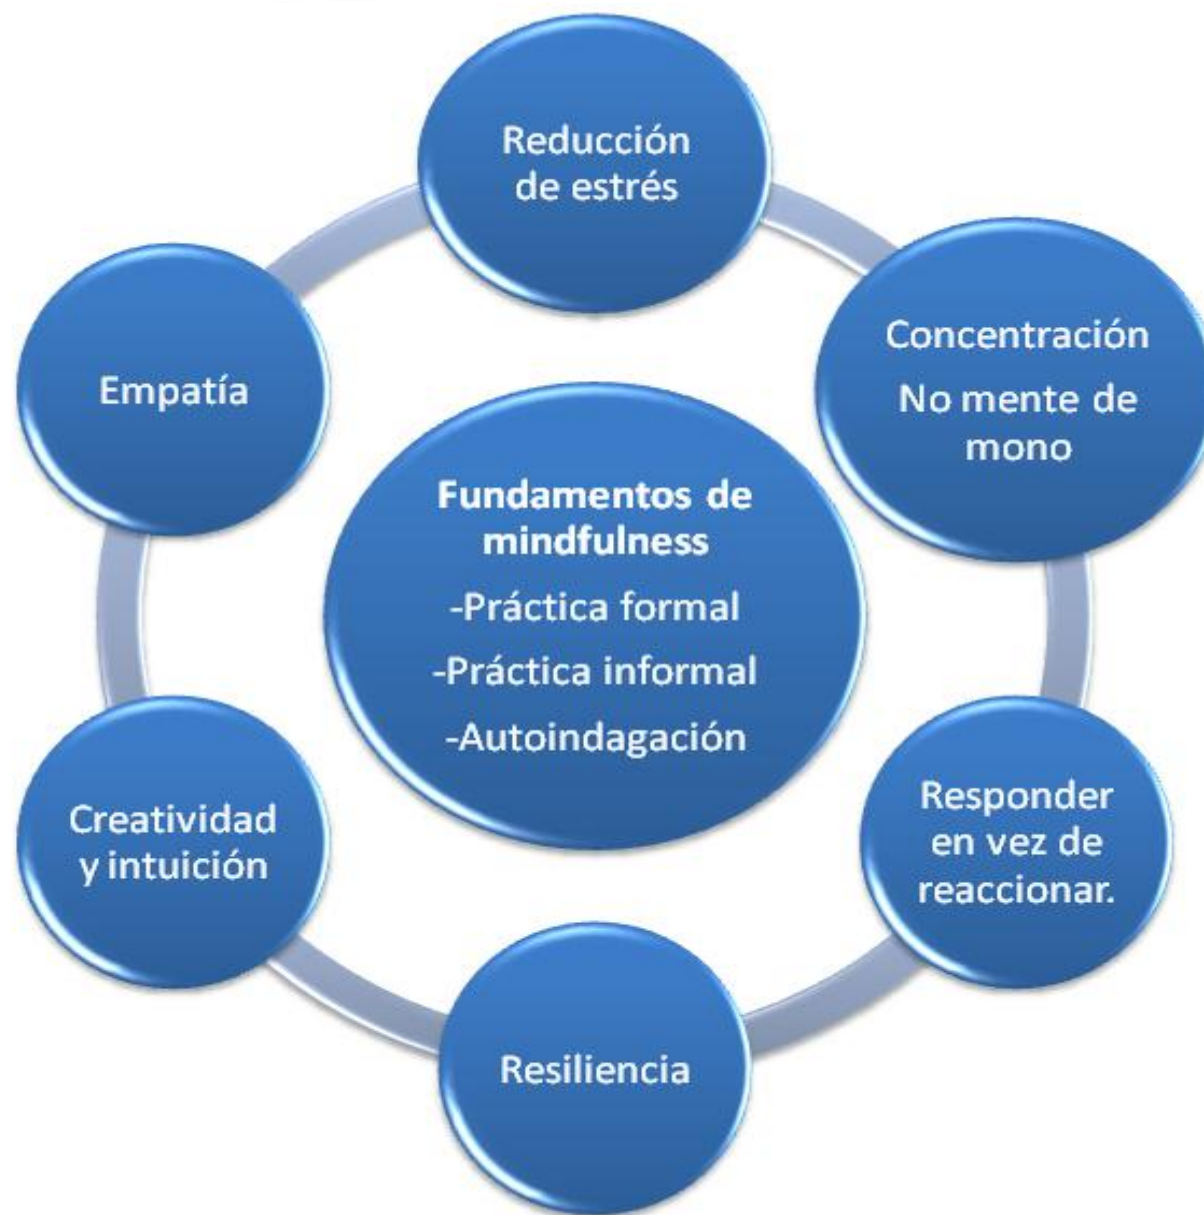 Reducción
de estrés
Concentración
No mente de
mono
Empatía
Fundamentos de
mindfulness
-Práctica formal
-Práctica informal
-Autoindagación
Responder
en vez de
reaccionar.
Creatividad
y intuición
Resiliencia